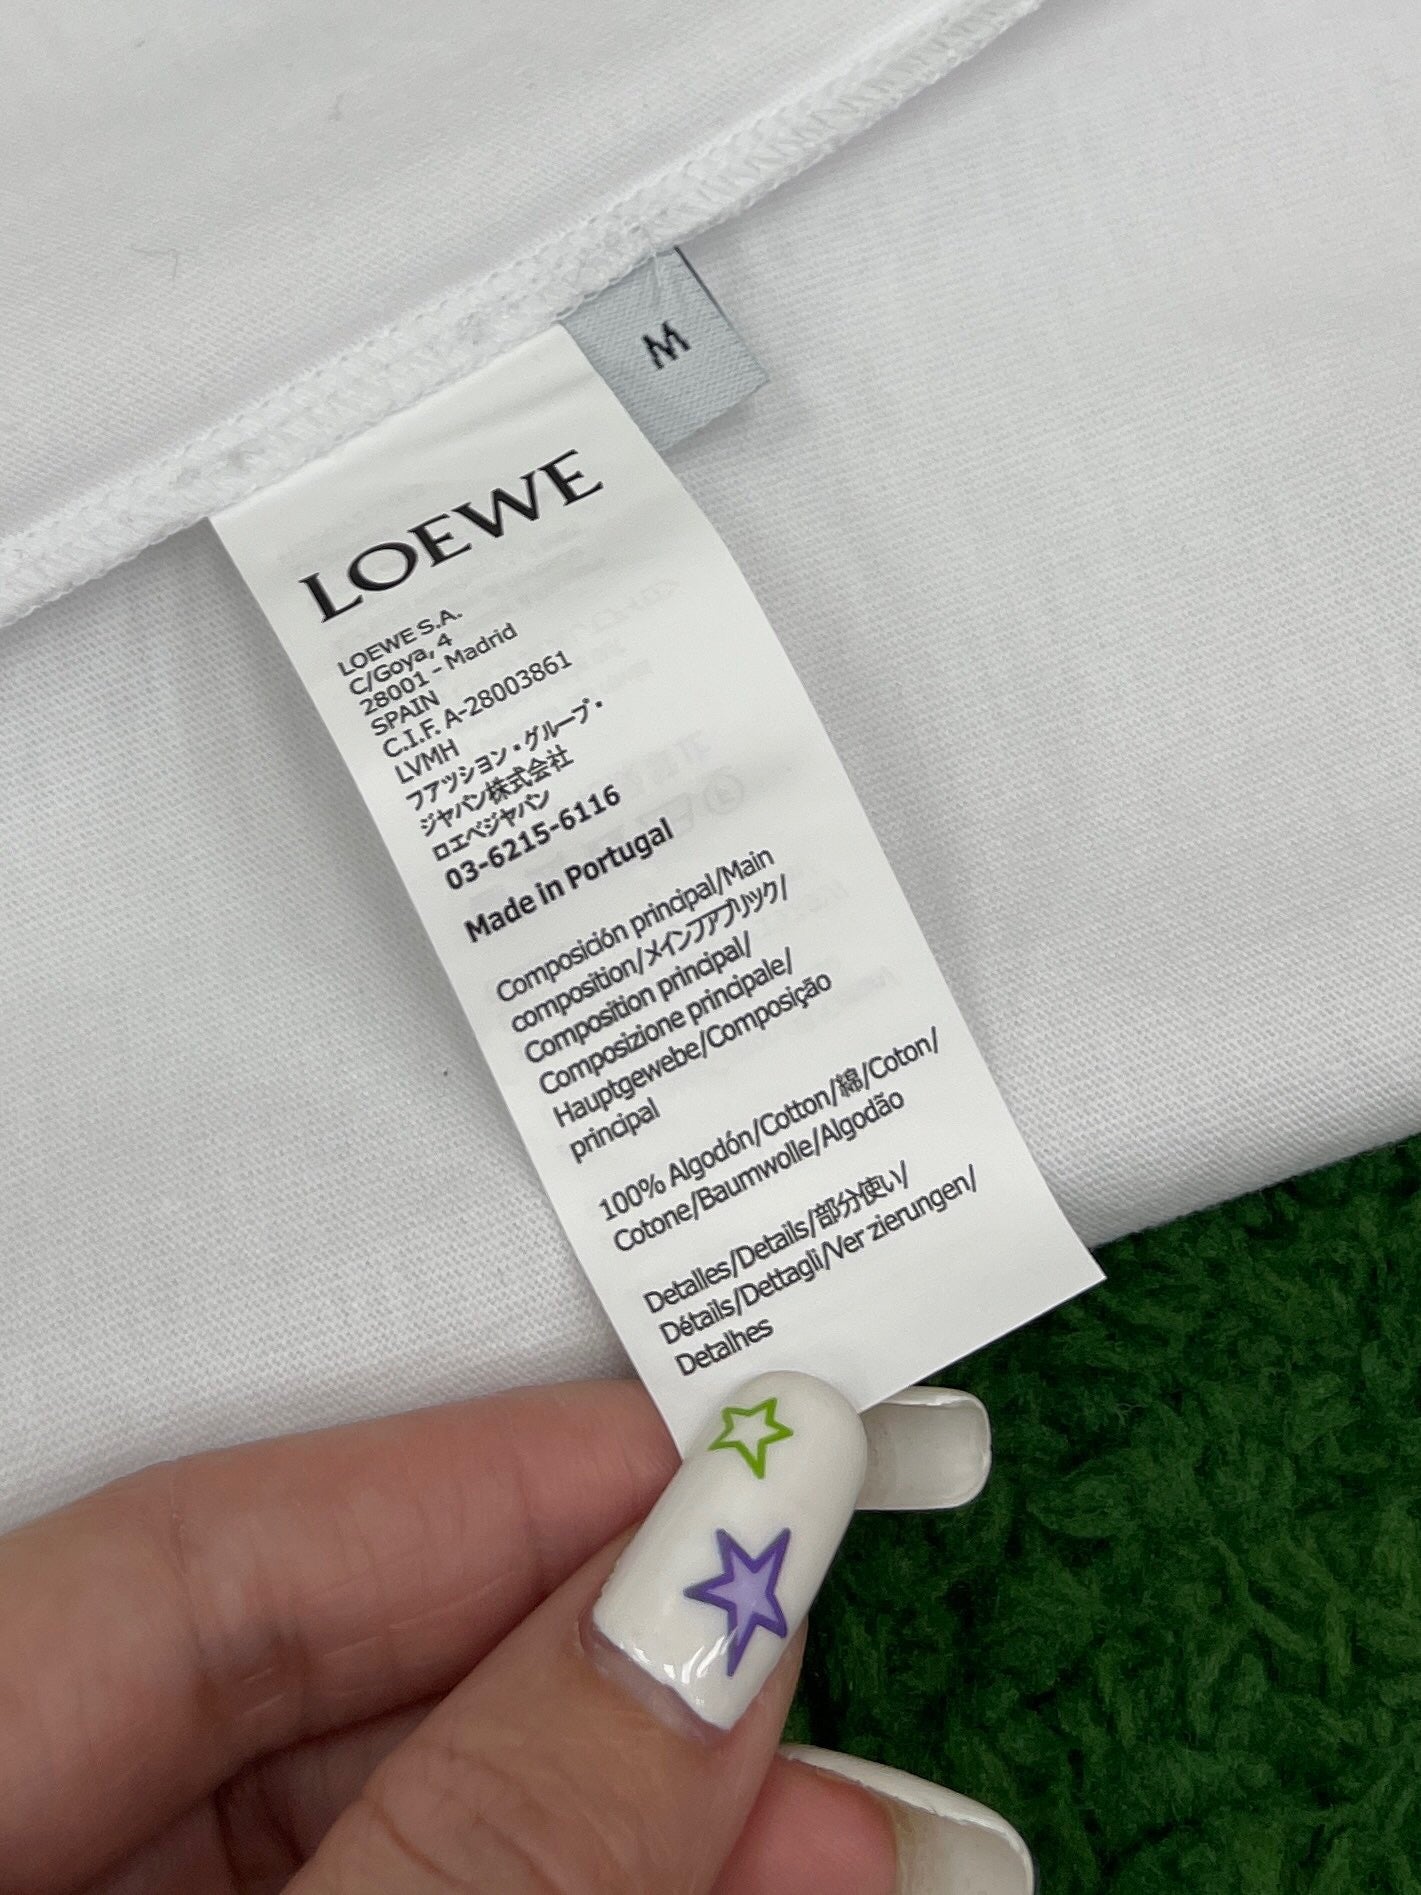 M
LOEWE
LOEWE S.A.
C/Goya, 4
28001 - Madrid
SPAIN
C.I.F. A-28003861
LVMH
フアッション・グループ・
ジャパン株式会社
ロエベジャパン
03-6215-6116
Made in Portugal
Composición principal/Main
composition/メインファブリック/
Composition principal/
Composizione principale/
Hauptgewebe/Composição
principal
100% Algodón/Cotton/綿/Coton/
Cotone/Baumwolle/Algodão
Detalles/Details/部分使い/
Détails/Dettagli/Ver zierungen/
Detalhes